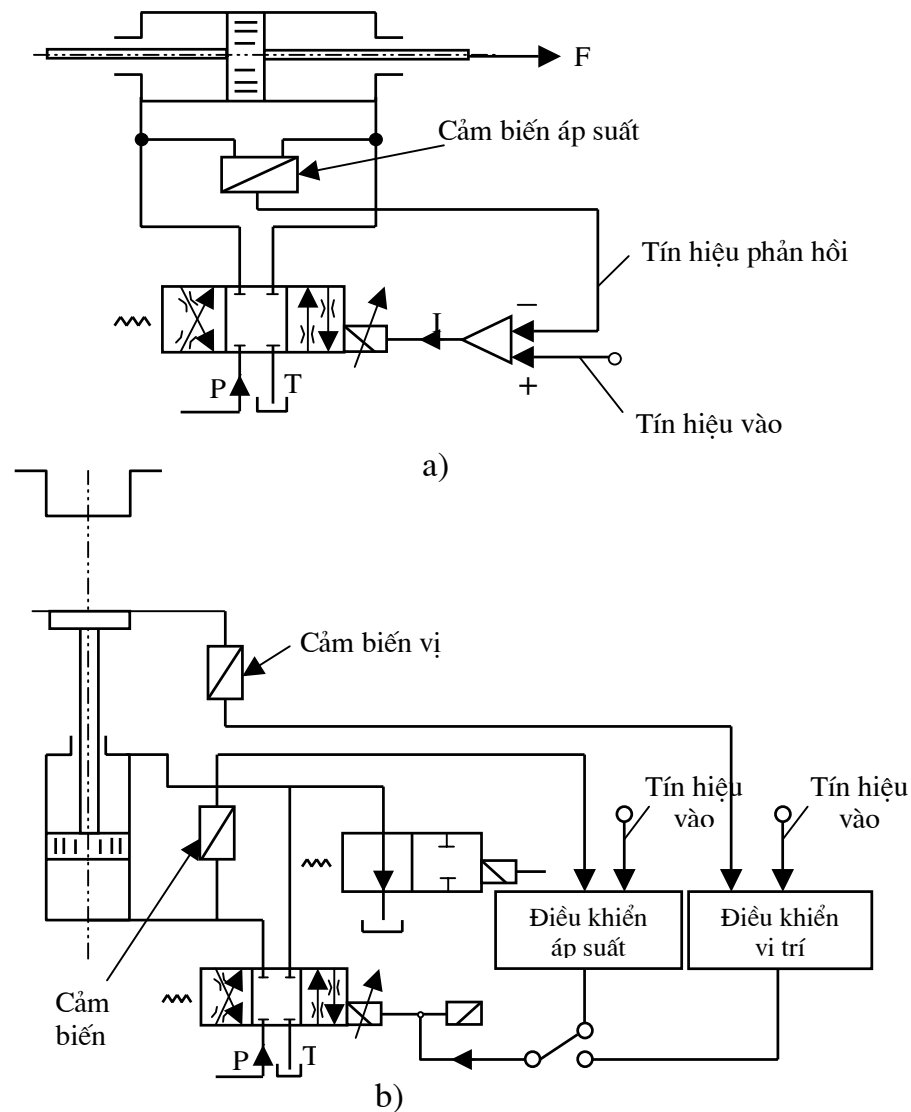 F
Cảm biến áp suất
Tín hiệu phản hồi
I
−
+
P
T
Tín hiệu vào
a)
Cảm biến vị
Tín hiệu
vào
Tín hiệu
vào
Điều khiển
áp suất
Điều khiển
vị trí
Cảm
biến
P
T
b)